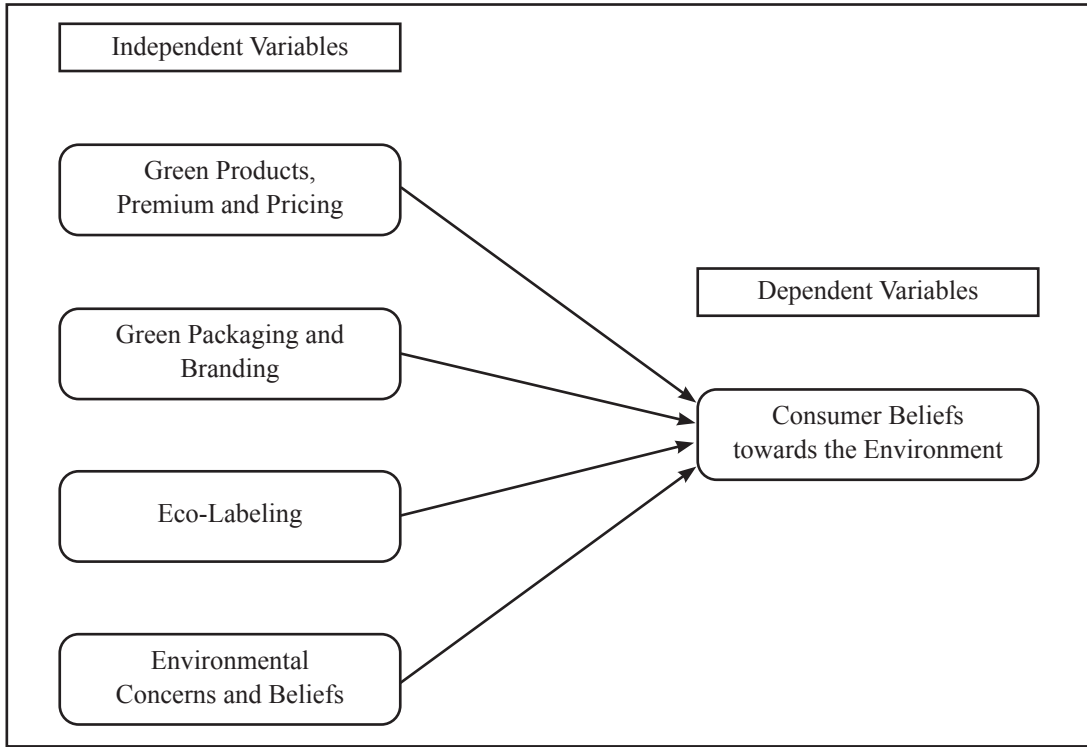 Independent Variables
Green Products,
Premium and Pricing
Green Packaging and
Branding
Eco-Labeling
Environmental
Concerns and Beliefs
Dependent Variables
Consumer Beliefs
towards the Environment